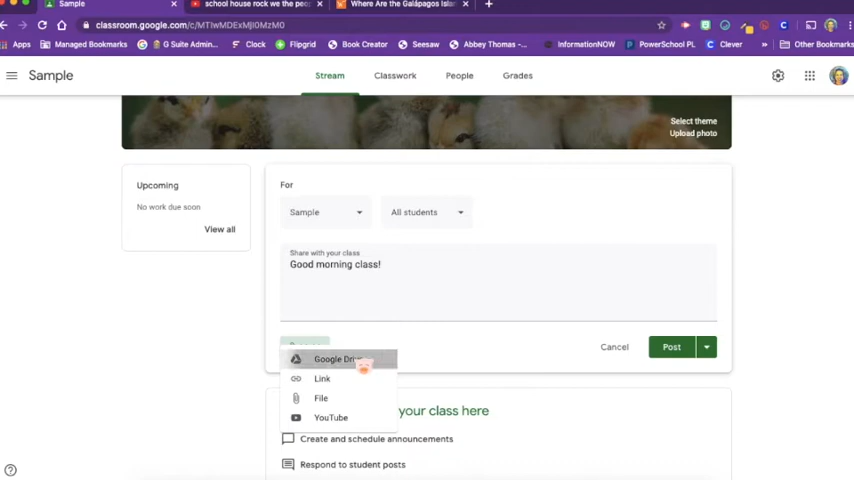 Sample
school house rock we the peo
Where Are the Galápagos Isla
classroom.google.com/c/MTIwMDExMjI0MzM0
Apps
Managed Bookmarks
G Suite Admin...
Clock
Flipgrid
Book Creator
Seesaw
Abbey Thomas –...
InformationNOW
PowerSchool PL
Clever
Other Bookmarks
Sample
Stream
Classwork
People
Grades
Select theme
Upload photo
Upcoming
No work due soon
View all
For
Sample
All students
Share with your class
Good morning class!
Cancel
Post
Google Drive
Link
File
YouTube
your class here
Create and schedule announcements
Respond to student posts